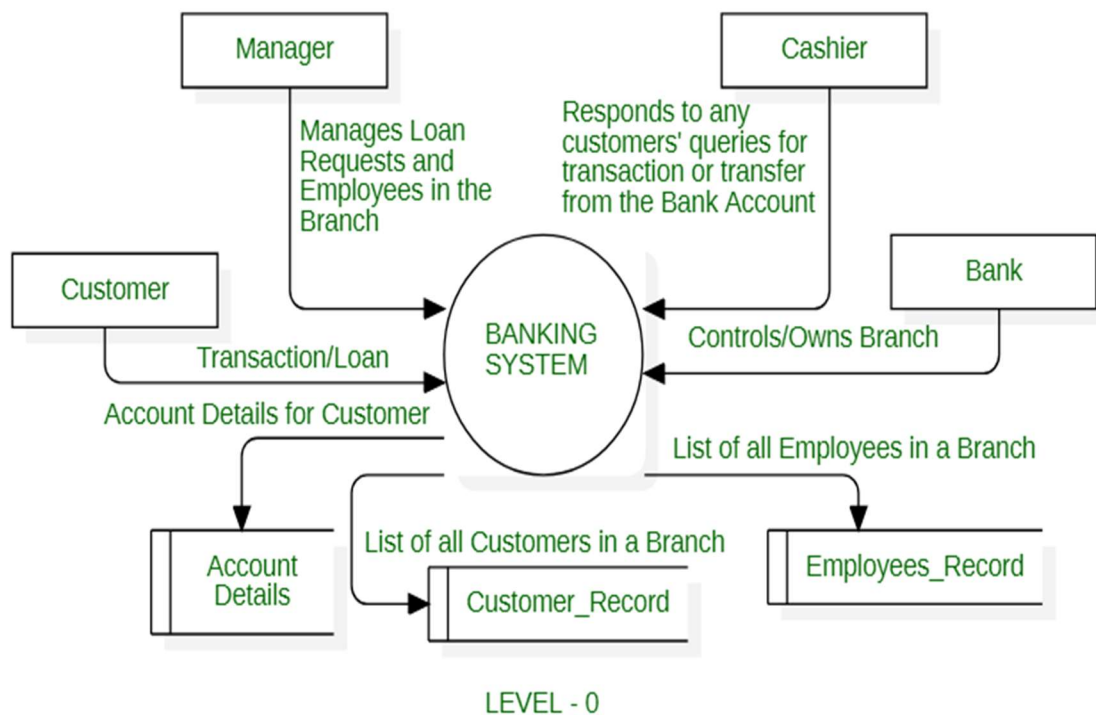 Manager
Cashier
Manages Loan
Requests and
Employees in the
Branch
Responds to any
customers' queries for
transaction or transfer
from the Bank Account
Customer
Bank
BANKING
SYSTEM
Transaction/Loan
Controls/Owns Branch
Account Details for Customer
List of all Employees in a Branch
Account
Details
List of all Customers in a Branch
Customer_Record
Employees_Record
LEVEL - 0